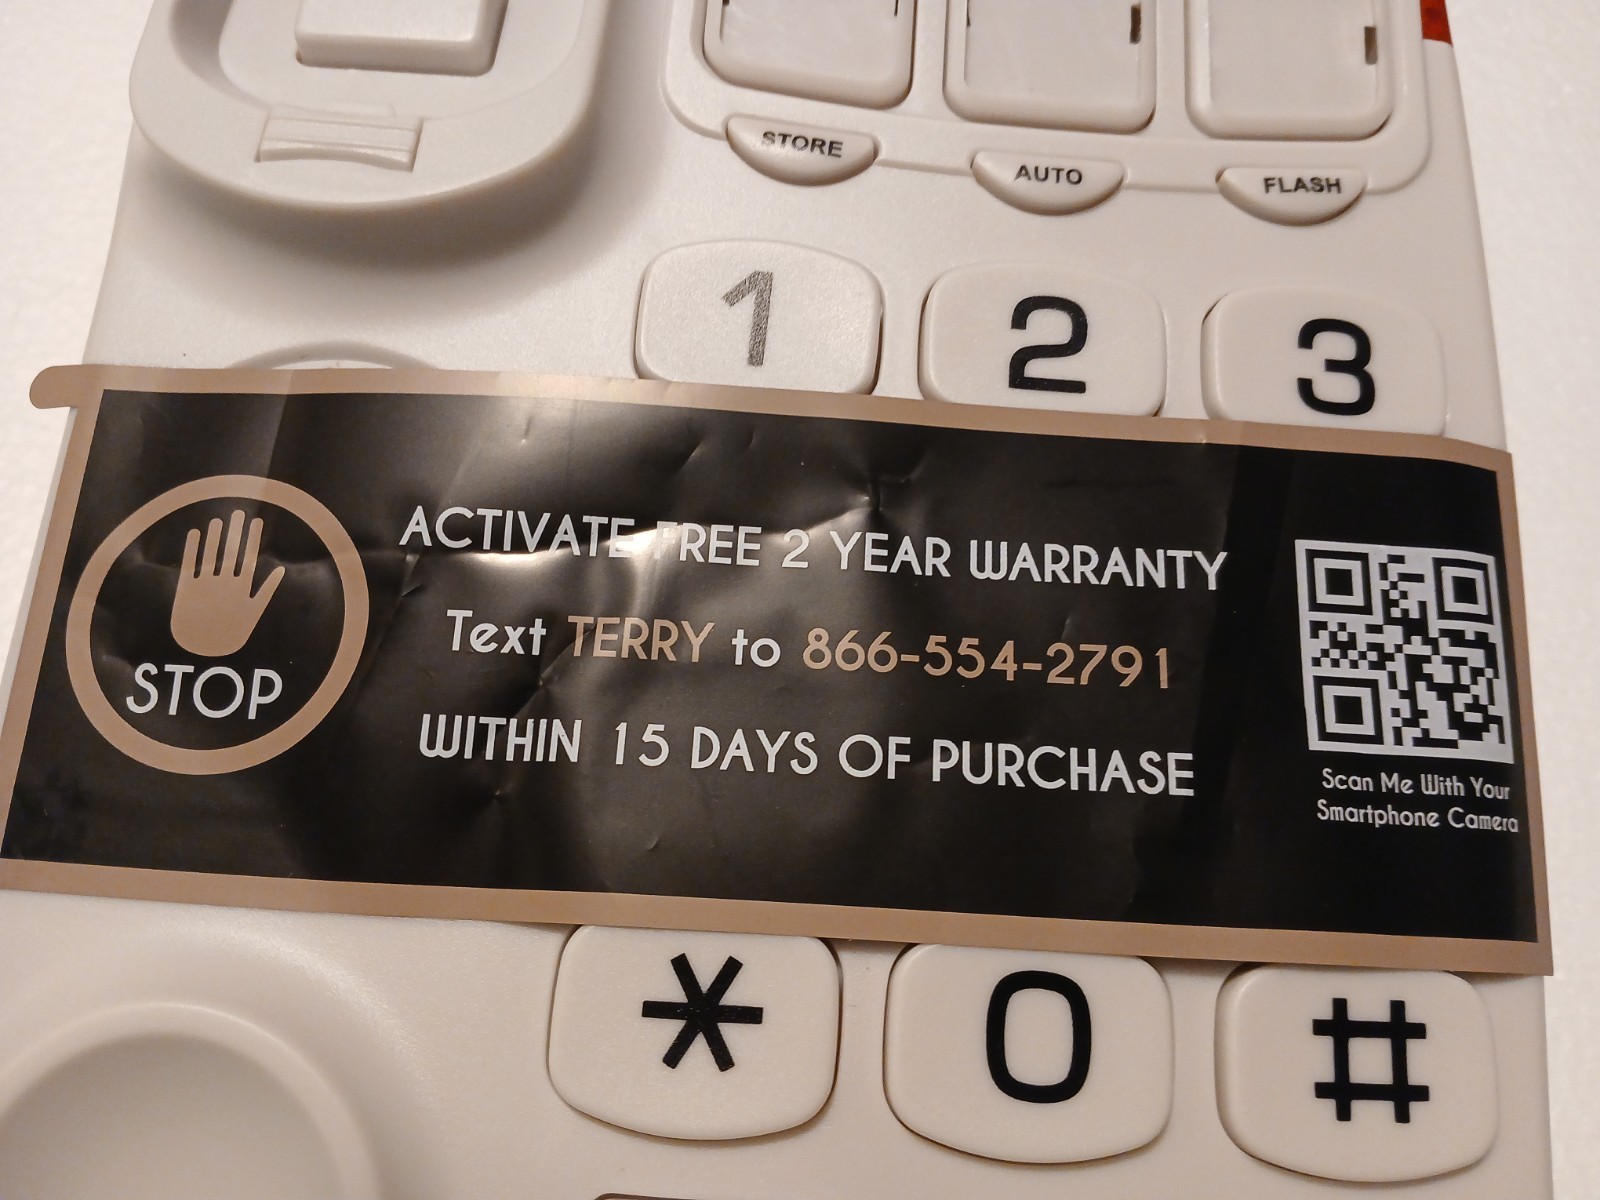 STORE
AUTO
FLASH
1
2
3
ACTIVATE FREE 2 YEAR WARRANTY
Text TERRY to 866-554-2791
WITHIN 15 DAYS OF PURCHASE
STOP
Scan Me With Your
Smartphone Camera
*
0
#